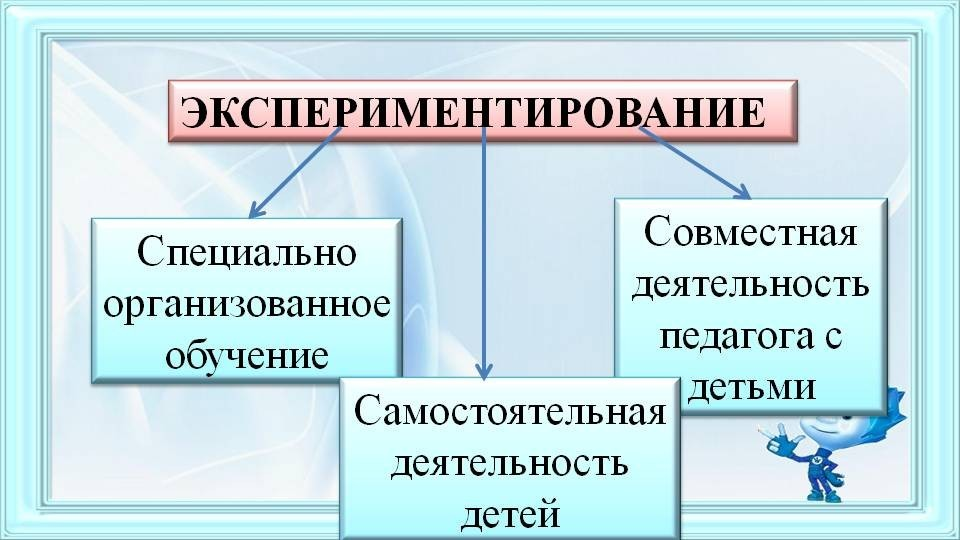 ЭКСПЕРИМЕНТИРОВАНИЕ
Специально
организованное
обучение
Самостоятельная
деятельность
детей
Совместная
деятельность
педагога с
детьми